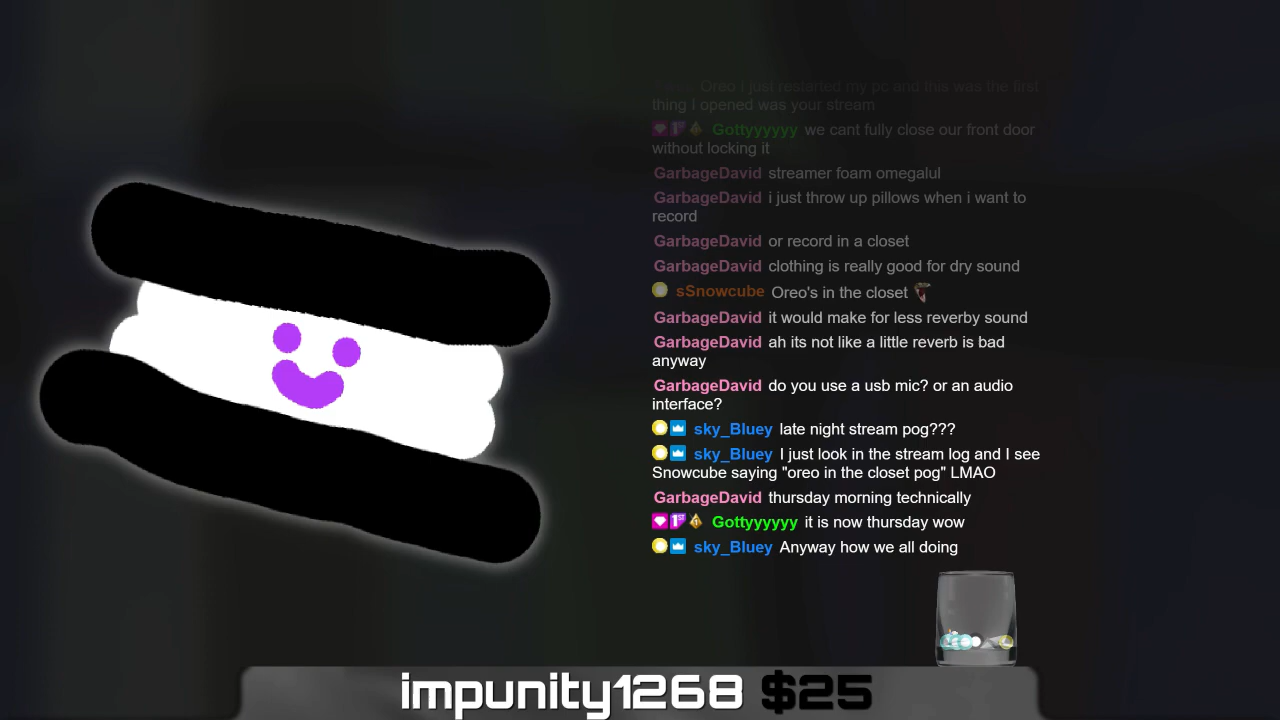 Oreo I just restarted my pc and this was the first
thing I opened was your stream
Gottyyyyyy we cant fully close our front door
without locking it
GarbageDavid streamer foam omegalul
GarbageDavid i just throw up pillows when i want to
record
GarbageDavid or record in a closet
GarbageDavid clothing is really good for dry sound
sSnowcube Oreo's in the closet
GarbageDavid it would make for less reverby sound
GarbageDavid ah its not like a little reverb is bad
anyway
GarbageDavid do you use a usb mic? or an audio
interface?
sky_Bluey late night stream pog???
sky_Bluey I just look in the stream log and I see
Snowcube saying "oreo in the closet pog" LMAO
GarbageDavid thursday morning technically
1ST Gottyyyyyy it is now thursday wow
sky_Bluey Anyway how we all doing
impunity1268 $25